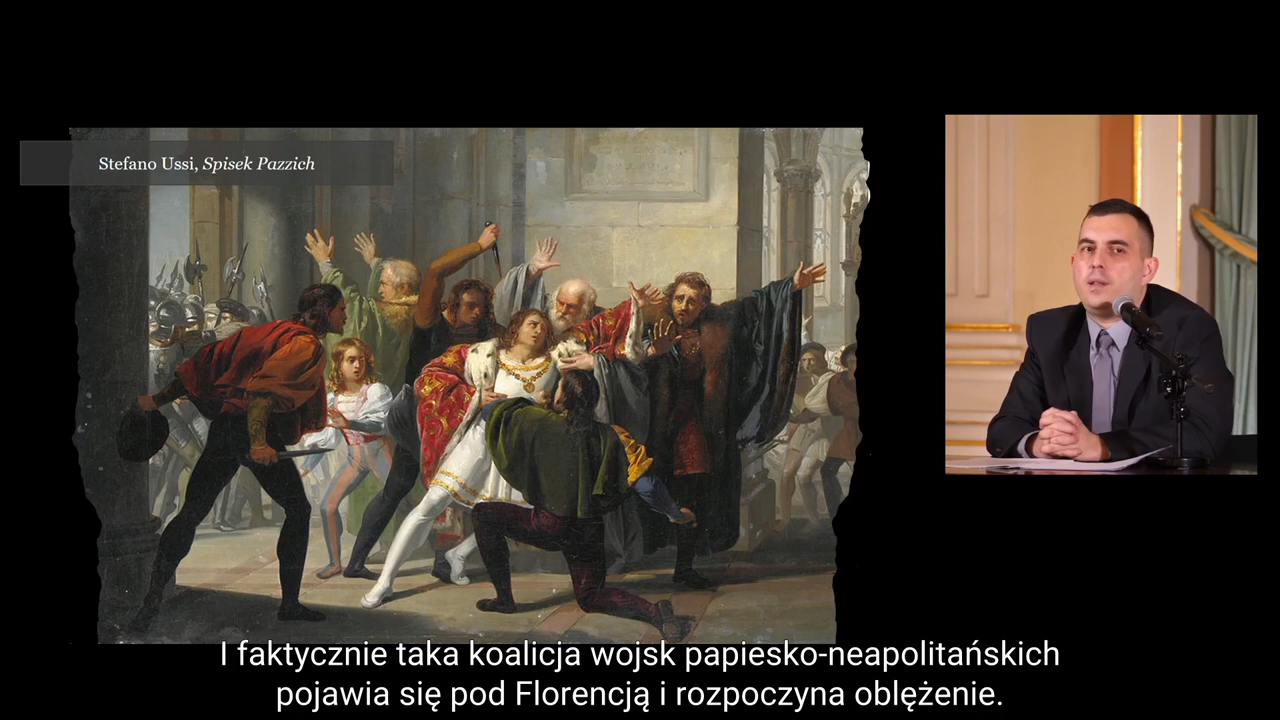 Stefano Ussi, Spisek Pazzich
I faktycznie taka koalicja wojsk papiesko-neapolitańskich
pojawia się pod Florencją i rozpoczyna oblężenie.